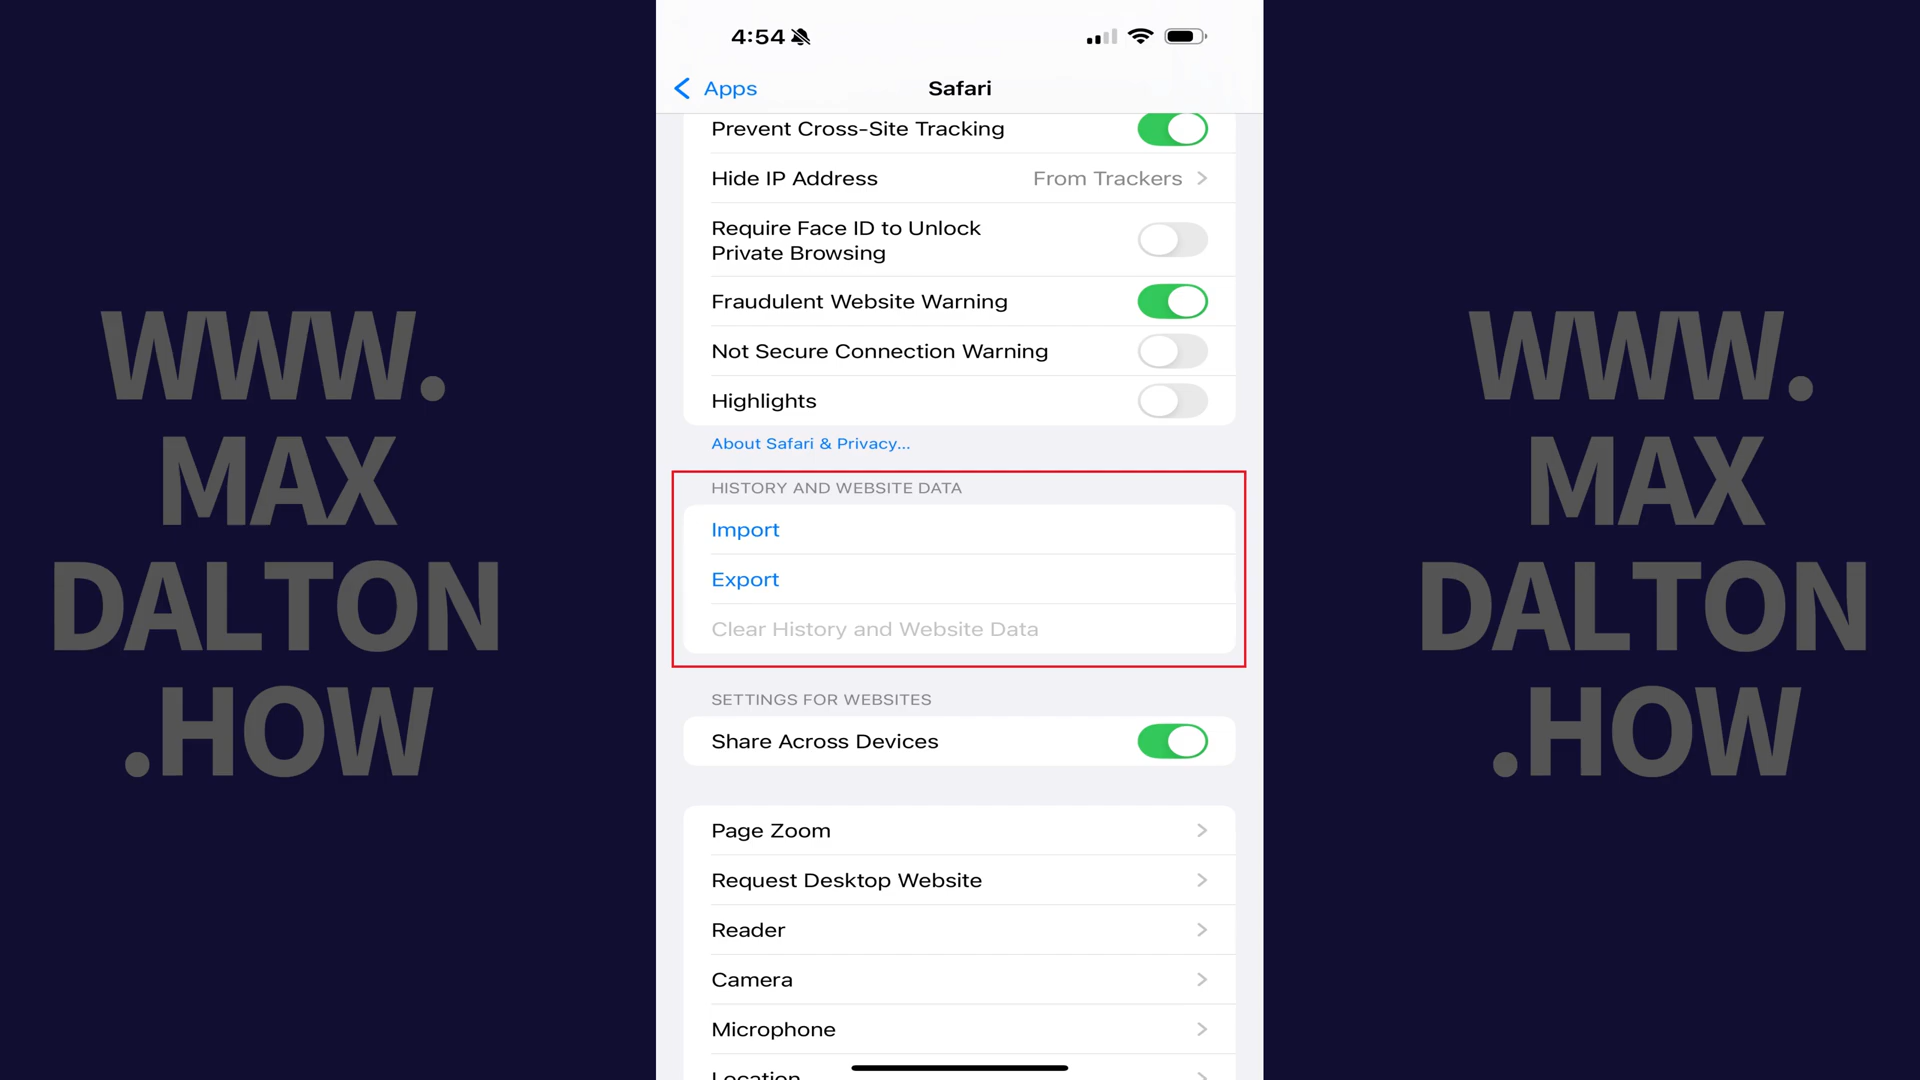 4:54
Apps
Safari
Prevent Cross-Site Tracking
Hide IP Address From Trackers
Require Face ID to Unlock
Private Browsing
Fraudulent Website Warning
Not Secure Connection Warning
Highlights
About Safari & Privacy...
HISTORY AND WEBSITE DATA
Import
Export
Clear History and Website Data
SETTINGS FOR WEBSITES
Share Across Devices
Page Zoom
Request Desktop Website
Reader
Camera
Microphone
Location
WWW.
MAX
DALTON
.HOW
WWW.
MAX
DALTON
.HOW